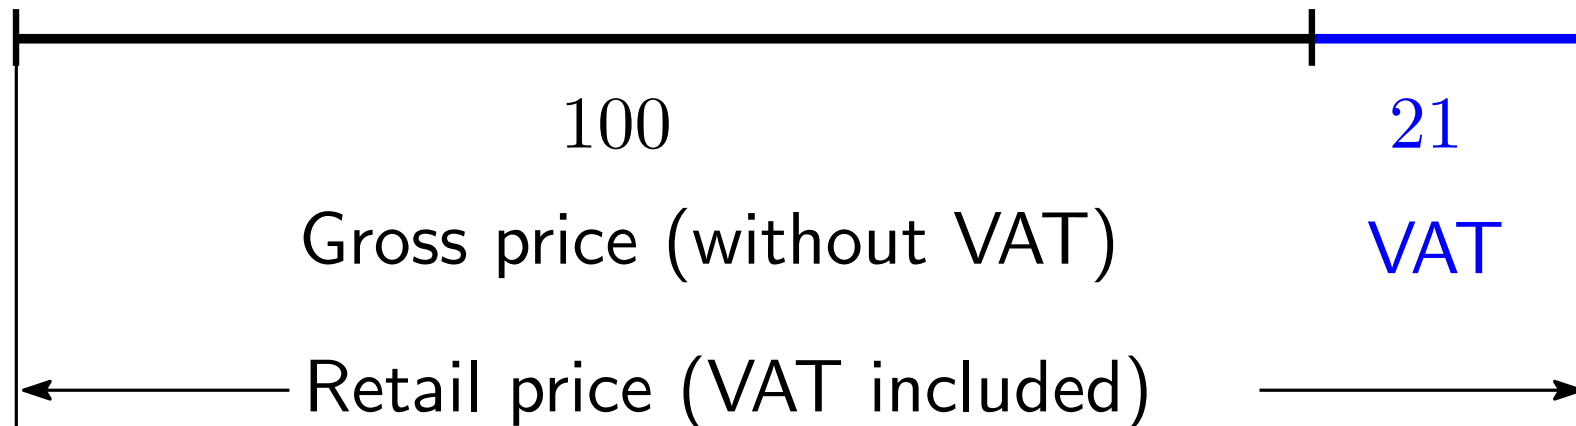 100 21
Gross price (without VAT) VAT
Retail price (VAT included)